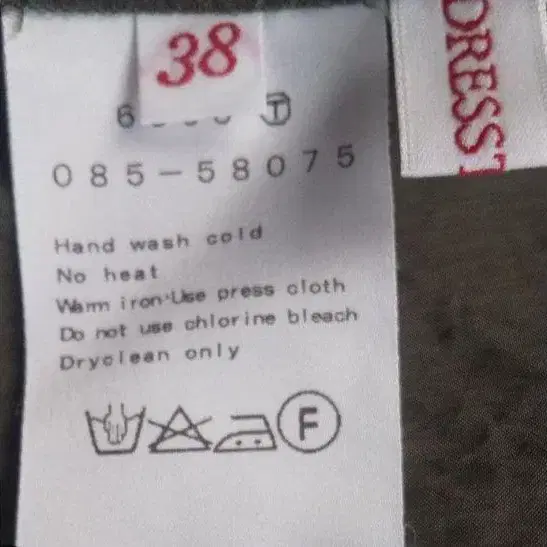 38
085-58075
Hand wash cold
No heat
Warm iron·Use press cloth
Do not use chlorine bleach
Dryclean only
F
DRESST